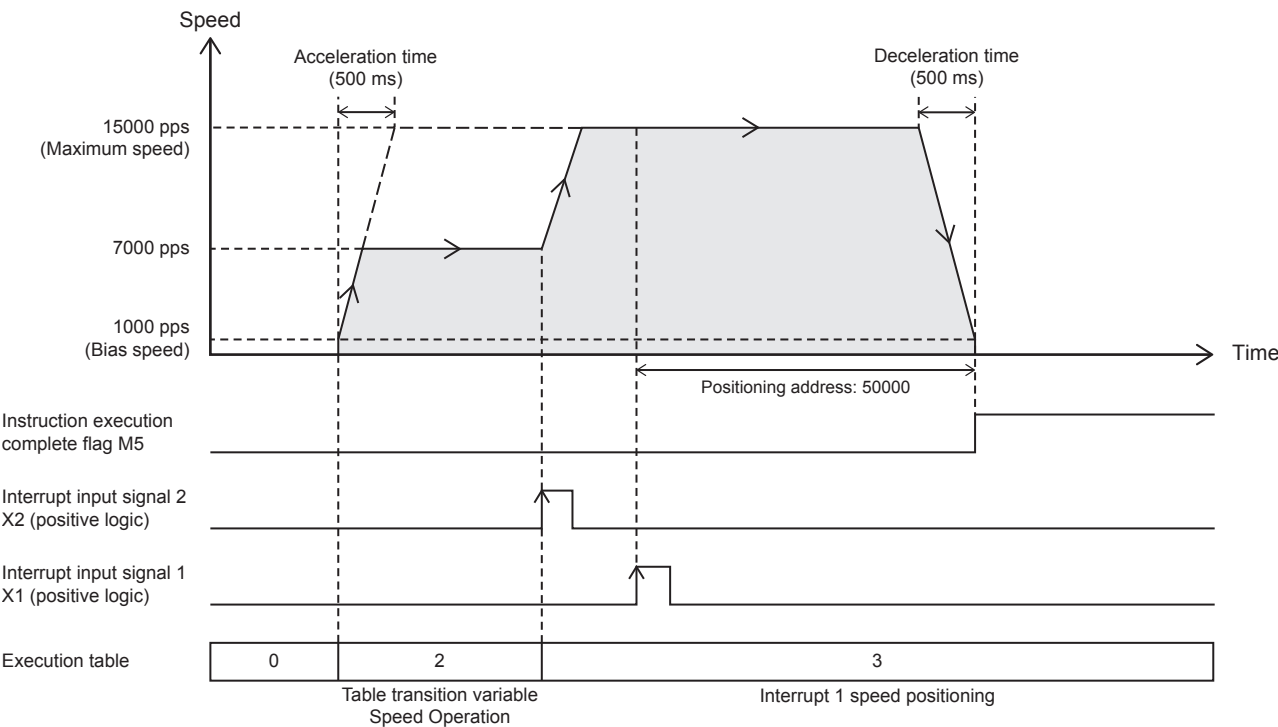 Speed
Acceleration time
(500 ms)
Deceleration time
(500 ms)
15000 pps
(Maximum speed)
7000 pps
1000 pps
(Bias speed)
Time
Positioning address: 50000
Instruction execution
complete flag M5
Interrupt input signal 2
X2 (positive logic)
Interrupt input signal 1
X1 (positive logic)
Execution table
0
2
3
Table transition variable
Speed Operation
Interrupt 1 speed positioning